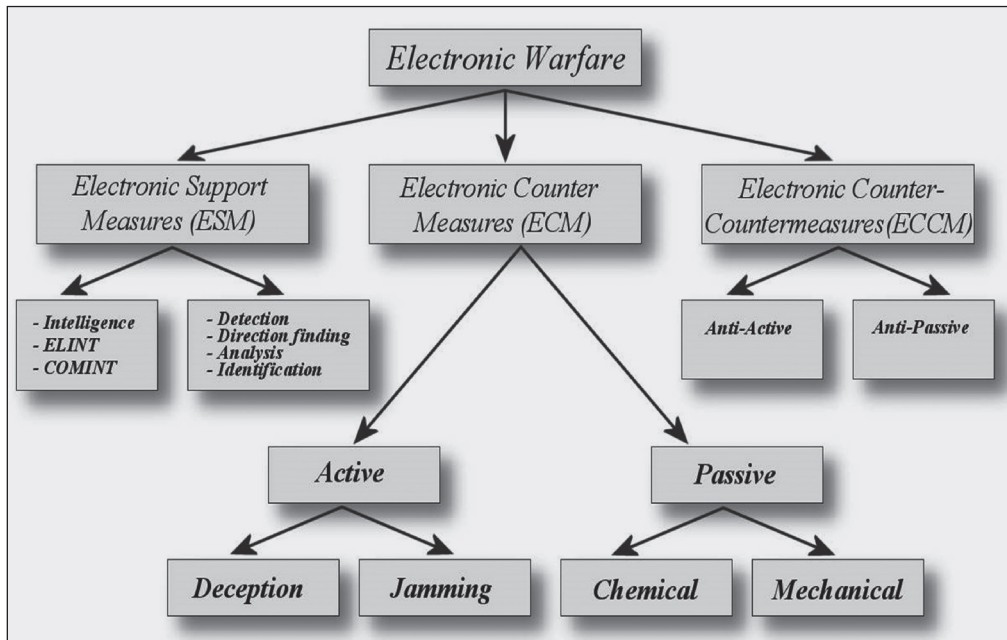 Electronic Warfare
Electronic Support
Measures (ESM)
Electronic Counter
Measures (ECM)
Electronic Counter-
Countermeasures(ECCM)
- Intelligence
- ELINT
- COMINT
- Detection
- Direction finding
- Analysis
- Identification
Anti-Active
Anti-Passive
Active
Passive
Deception
Jamming
Chemical
Mechanical